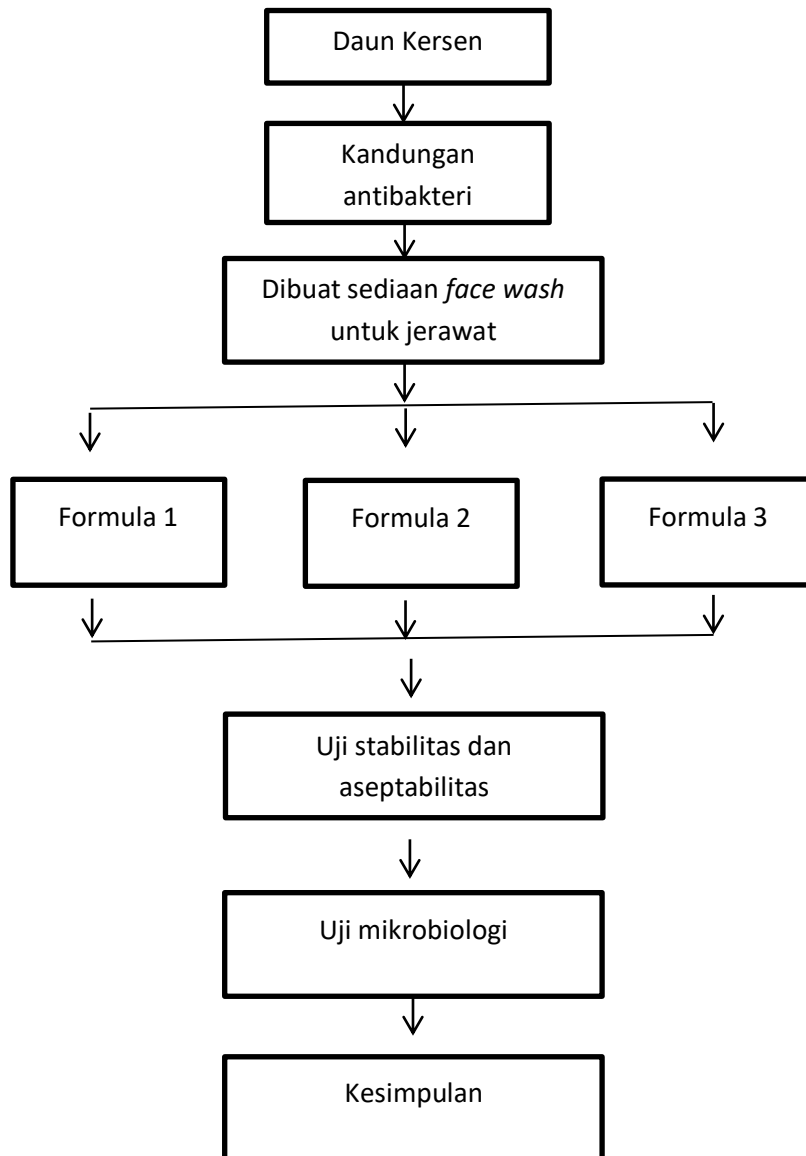 Daun Kersen
Kandungan
antibakteri
Dibuat sediaan face wash
untuk jerawat
Formula 1
Formula 2
Formula 3
Uji stabilitas dan
aseptabilitas
Uji mikrobiologi
Kesimpulan